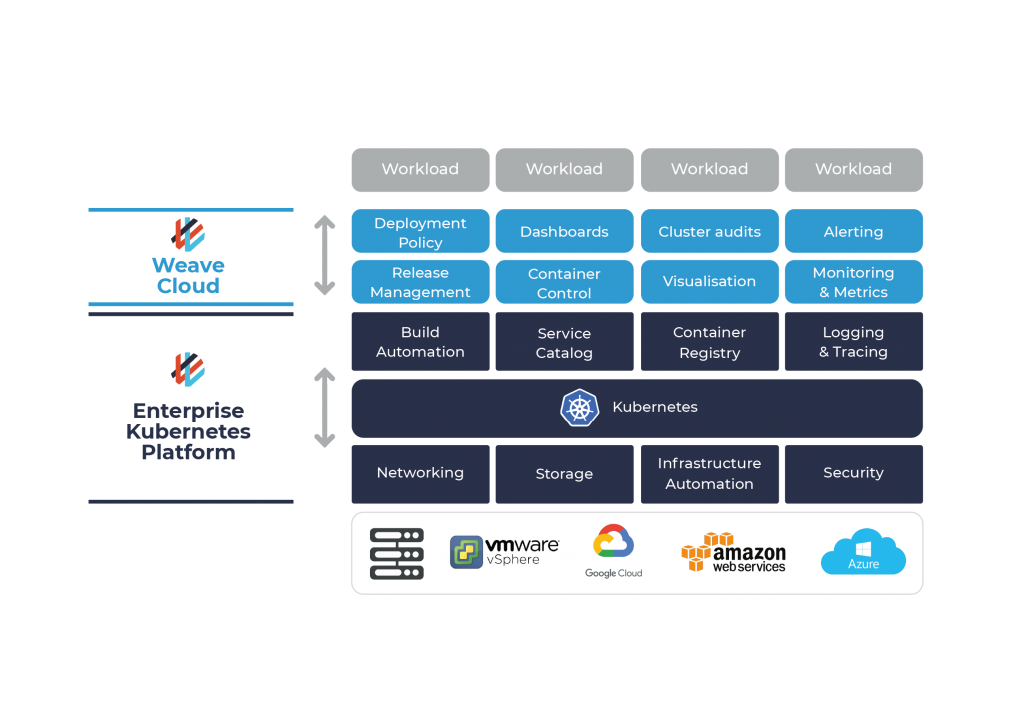 Workload
Workload
Workload
Workload
Weave
Cloud
Deployment
Policy
Dashboards
Cluster audits
Alerting
Release
Management
Container
Control
Visualisation
Monitoring
& Metrics
Enterprise
Kubernetes
Platform
Build
Automation
Service
Catalog
Container
Registry
Logging
& Tracing
Kubernetes
Networking
Storage
Infrastructure
Automation
Security
vmware
vSphere
Google Cloud
amazon
web services
Azure